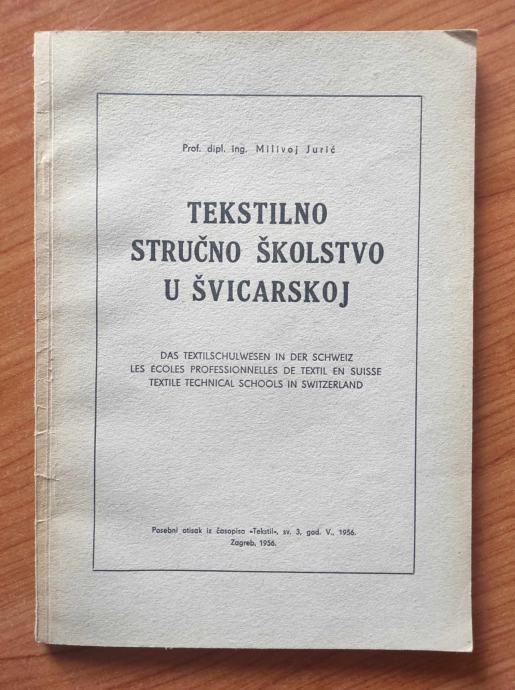 Prof. dipl. ing. Milivoj Jurić
TEKSTILNO
STRUČNO ŠKOLSTVO
U ŠVICARSKOJ
DAS TEXTILSCHULWESEN IN DER SCHWEIZ
LES ÉCOLES PROFESSIONNELLES DE TEXTIL EN SUISSE
TEXTILE TECHNICAL SCHOOLS IN SWITZERLAND
Posebni otisak iz časopisa »Tekstil«, sv. 3, god. V., 1956.
Zagreb, 1956.